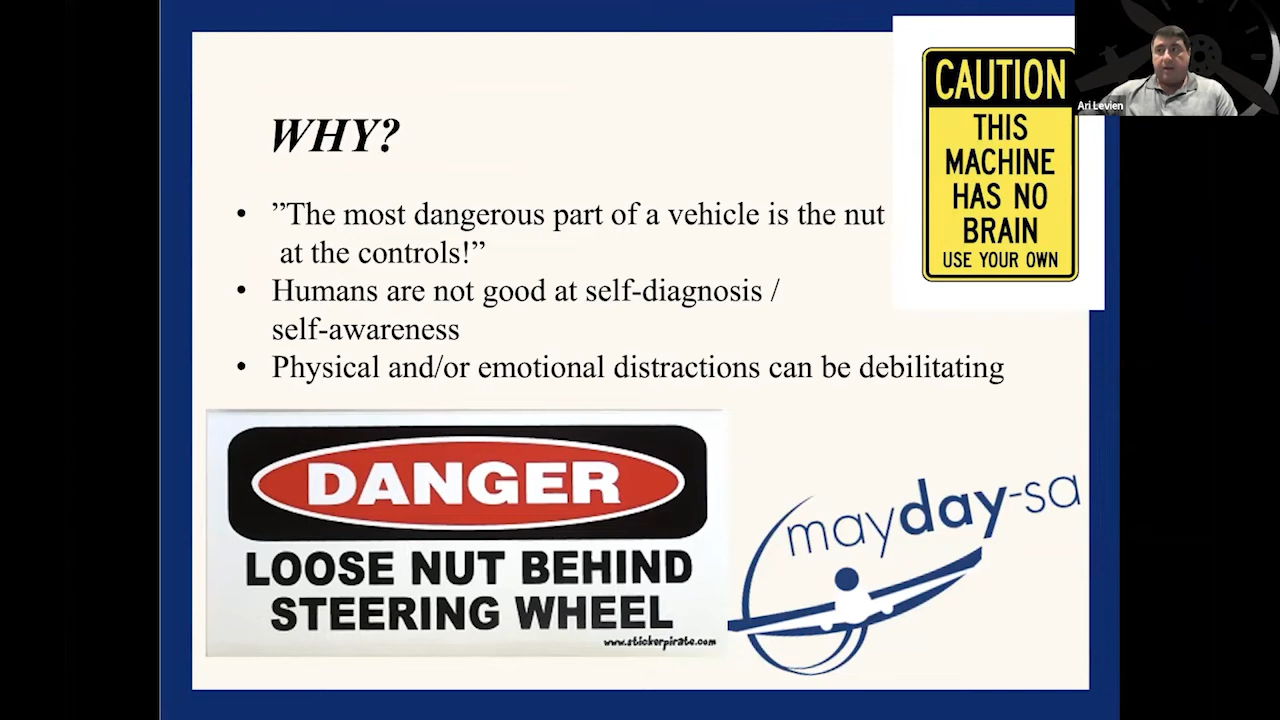 WHY?
• ”The most dangerous part of a vehicle is the nut
at the controls!”
• Humans are not good at self-diagnosis /
self-awareness
• Physical and/or emotional distractions can be debilitating
CAUTION
THIS
MACHINE
HAS NO
BRAIN
USE YOUR OWN
Ari Levien
DANGER
LOOSE NUT BEHIND
STEERING WHEEL
www.stickerpirate.com
mayday-sa